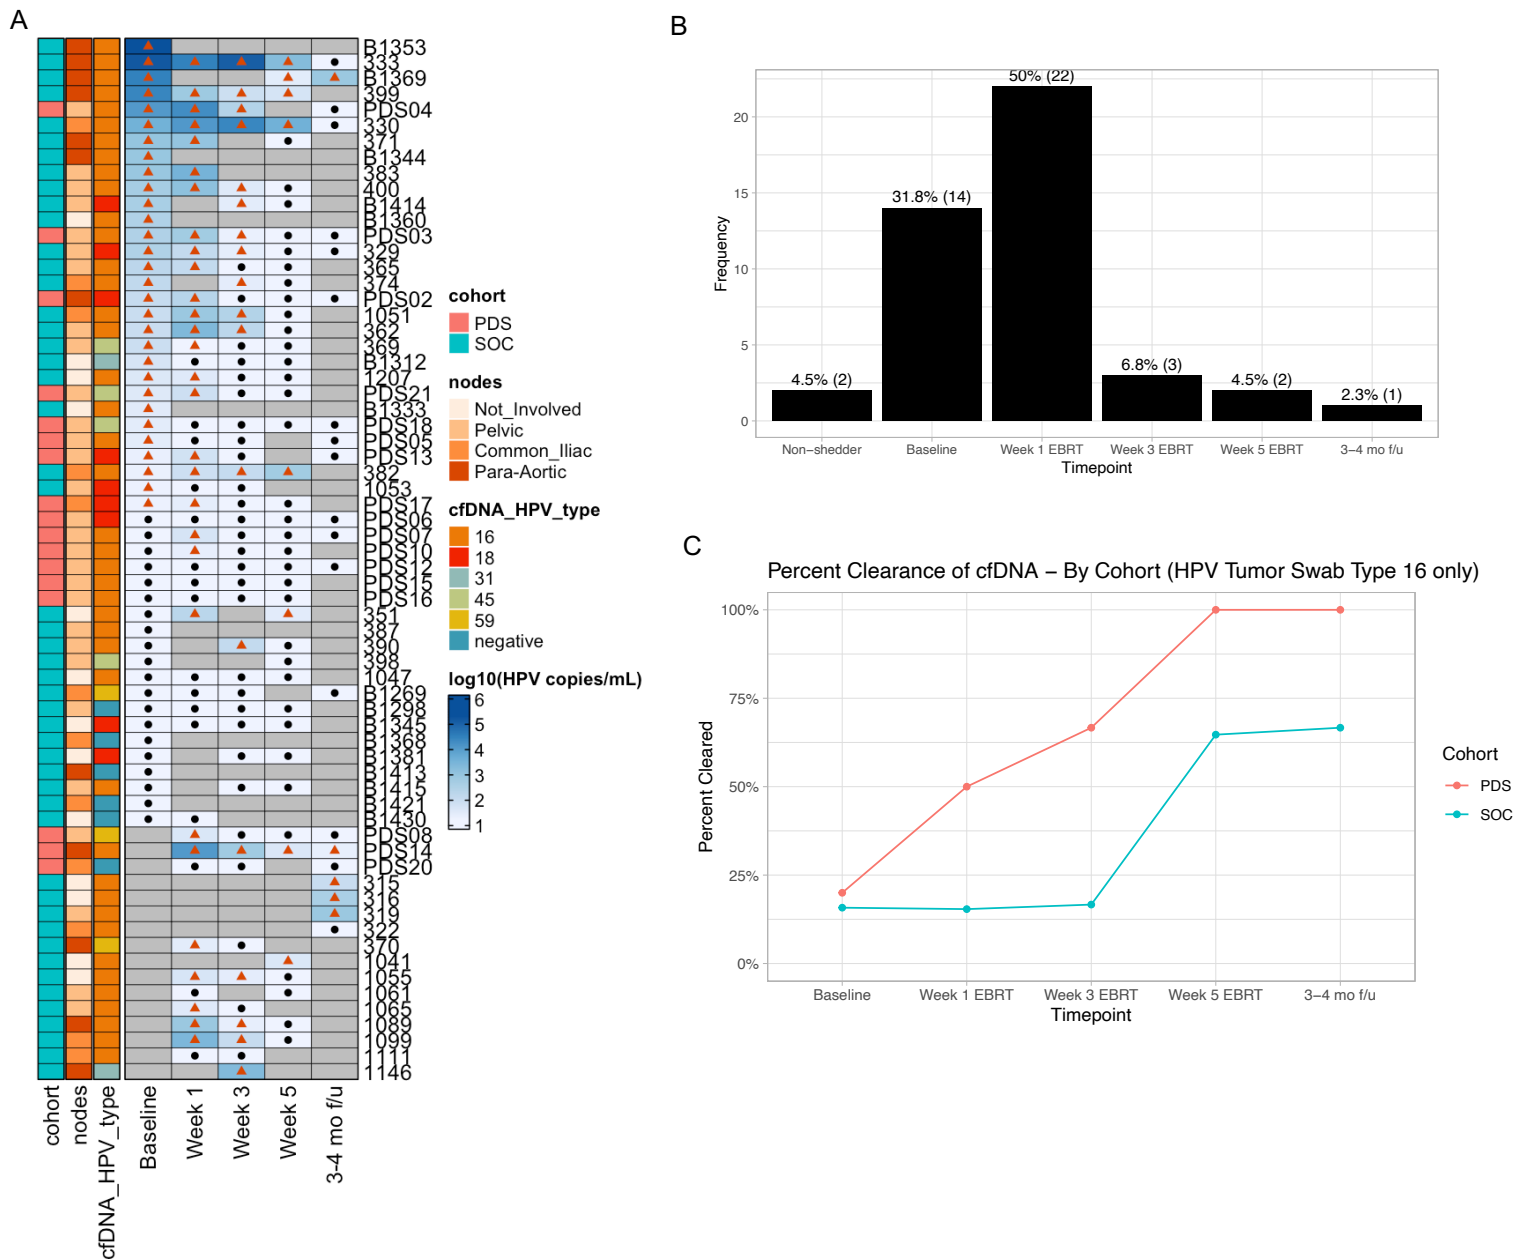 A
B1353
333
B1369
399
PDS04
330
371
B1344
383
400
B1414
B1360
PDS03
329
365
374
PDS02
1051
362
369
B1312
1207
PDS21
B1333
PDS18
PDS05
PDS13
382
1053
PDS17
PDS06
PDS07
PDS10
PDS12
PDS15
PDS16
351
387
390
398
1047
B1269
B1298
B1345
B1368
B1381
B1413
B1415
B1421
B1430
PDS08
PDS14
PDS20
315
316
319
322
370
1041
1055
1061
1065
1089
1099
1111
1146
cohort
nodes
cfDNA_HPV_type
Baseline
Week 1
Week 3
Week 5
3-4 mo f/u
cohort
PDS
SOC
nodes
Not_Involved
Pelvic
Common_Iliac
Para-Aortic
cfDNA_HPV_type
16
18
31
45
59
negative
log10(HPV copies/mL)
6
5
4
3
2
1
B
50% (22)
31.8% (14)
6.8% (3)
4.5% (2)
4.5% (2)
2.3% (1)
20
15
10
5
0
Frequency
Non−shedder
Baseline
Week 1 EBRT
Week 3 EBRT
Week 5 EBRT
3−4 mo f/u
Timepoint
C
Percent Clearance of cfDNA − By Cohort (HPV Tumor Swab Type 16 only)
100%
75%
50%
25%
0%
Percent Cleared
Baseline
Week 1 EBRT
Week 3 EBRT
Week 5 EBRT
3−4 mo f/u
Timepoint
Cohort
PDS
SOC